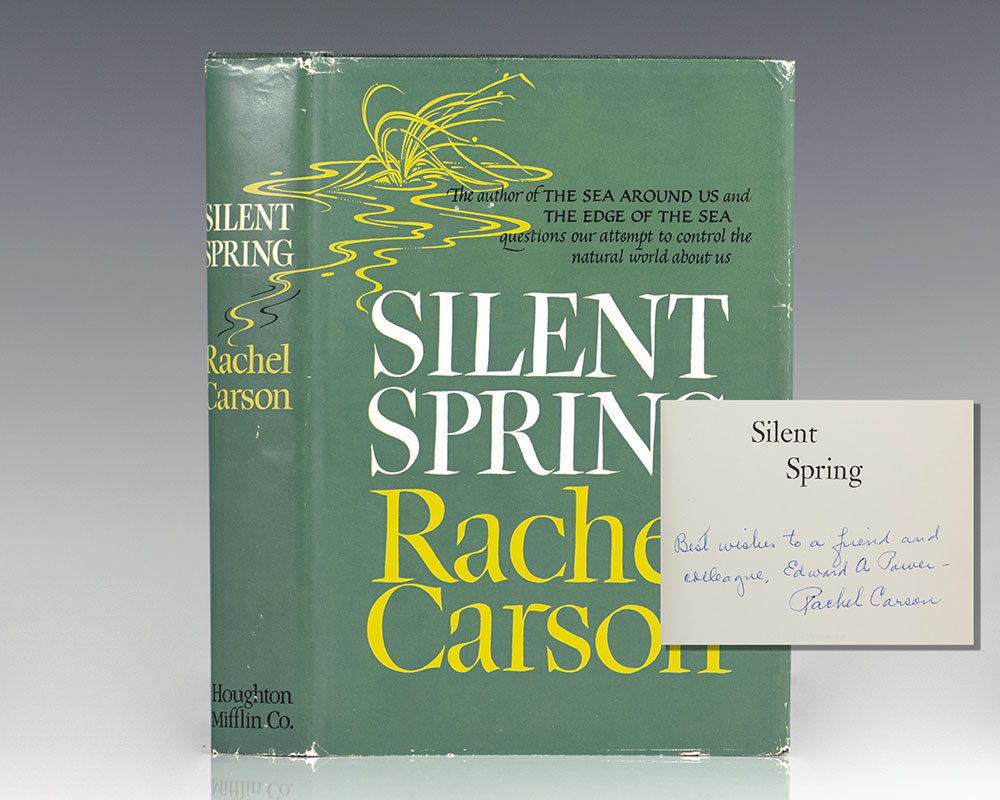 SILENT
SPRING
Rachel
Carson
Houghton
Mifflin Co.
The author of THE SEA AROUND US and
THE EDGE OF THE SEA
questions our attempt to control the
natural world about us
SILENT
SPRING
Rachel
Carson
Silent
Spring
Best wishes to a friend and
colleague, Edward A Power -
Rachel Carson